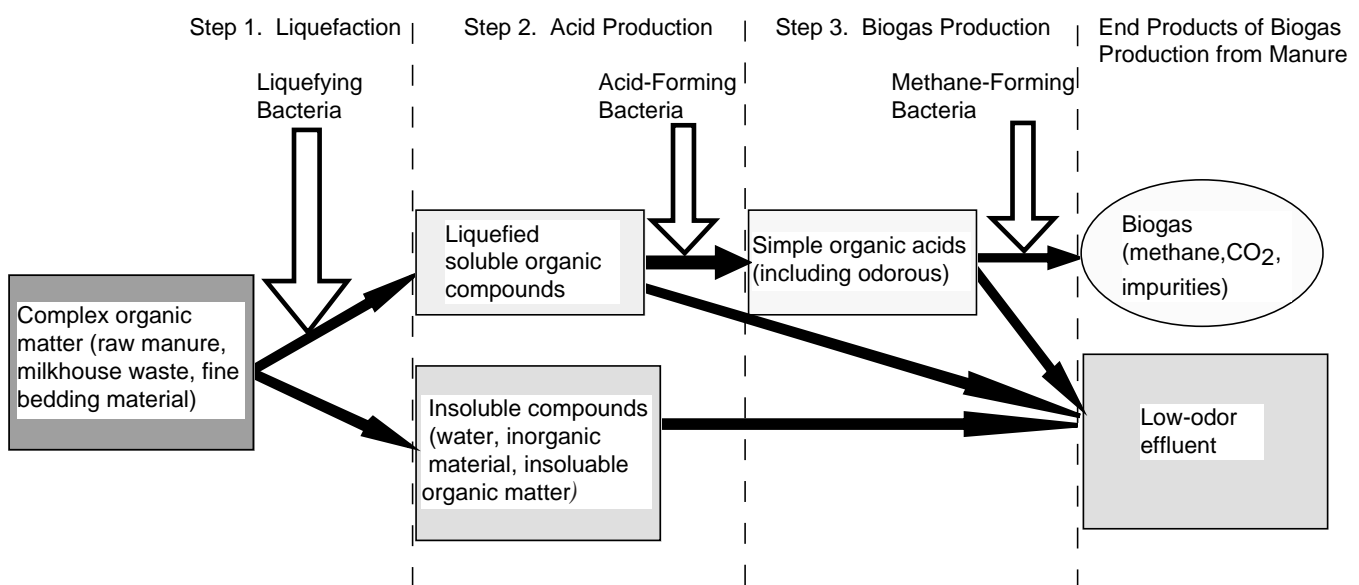 Step 1.  Liquefaction
Step 2.  Acid Production
Step 3.  Biogas Production
End Products of Biogas
Production from Manure
Liquefying
Bacteria
Acid-Forming
Bacteria
Methane-Forming
Bacteria
Complex organic
matter (raw manure,
milkhouse waste, fine
bedding material)
Liquefied
soluble organic
compounds
Insoluble compounds
(water, inorganic
material, insoluable
organic matter)
Simple organic acids
(including odorous)
Biogas
(methane,CO2,
impurities)
Low-odor
effluent